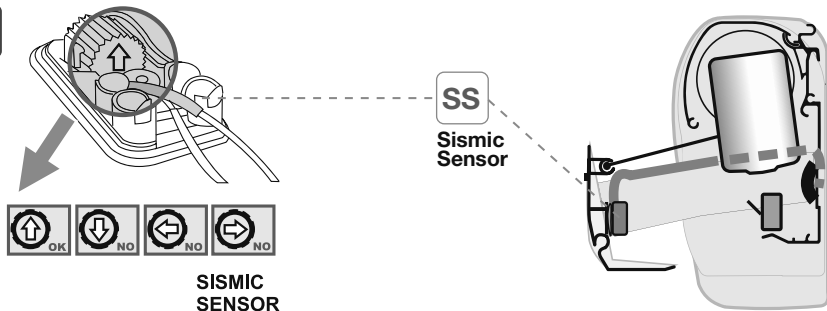 SS
Sismic
Sensor
OK
NO
NO
NO
SISMIC
SENSOR